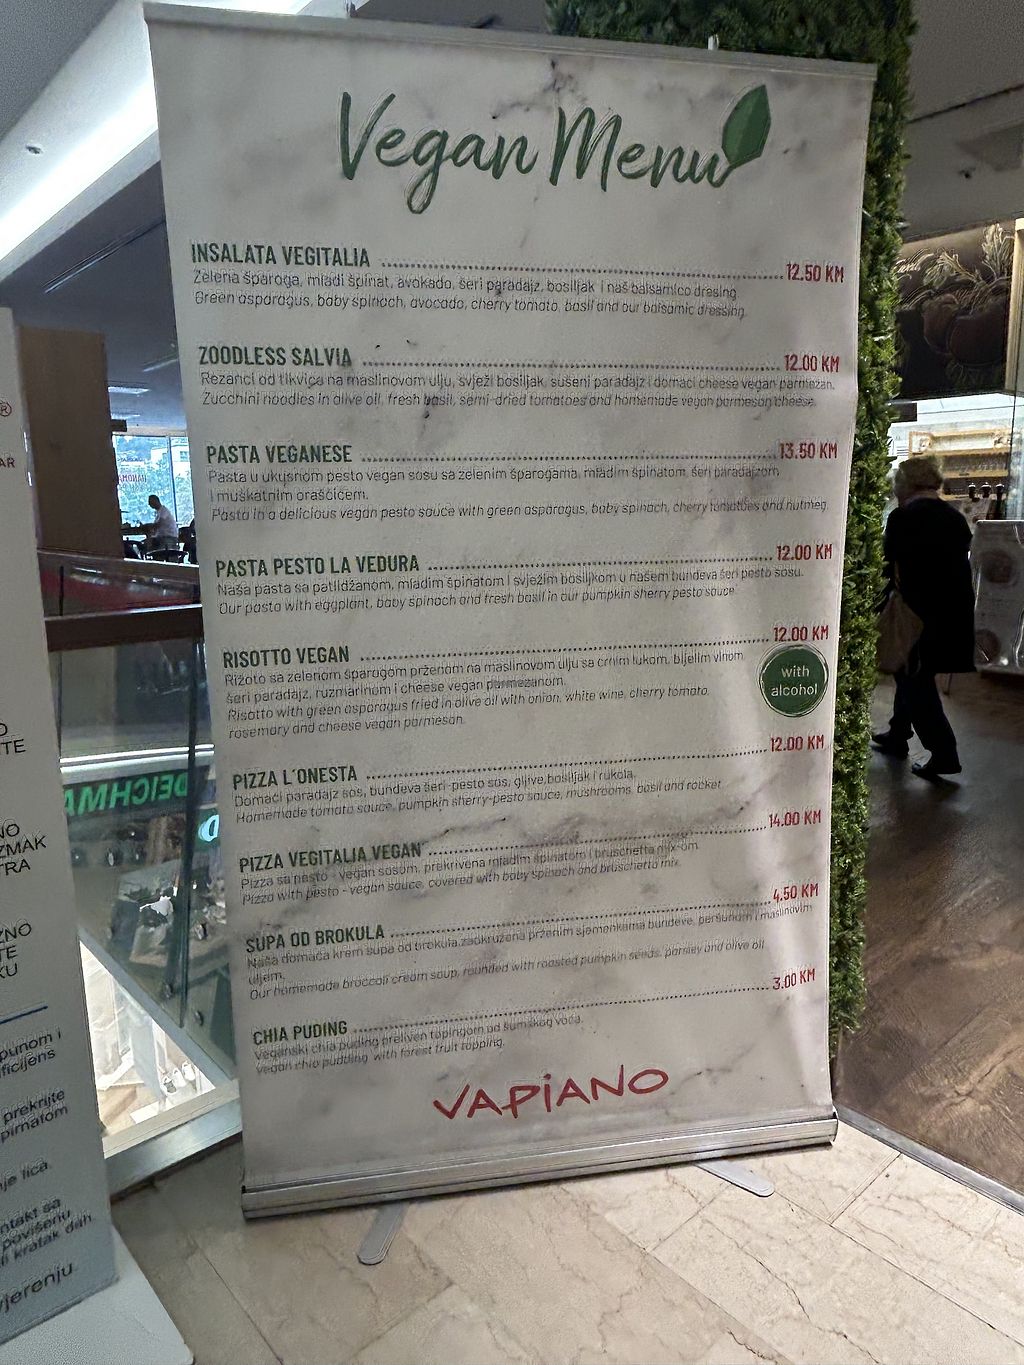 Vegan Menu
INSALATA VEGITALIA 12.50 KM
Zelena šparoga, mladi špinat, avokado, šeri paradajz, bosiljak i naš balsamico dresing.
Green asparagus, baby spinach, avocado, cherry tomato, basil and our balsamic dressing.
ZOODLESS SALVIA 12.00 KM
Rezanci od tikvica na maslinovom ulju, svježi bosiljak, sušeni paradajz i domaći cheese vegan parmezan.
Zucchini noodles in olive oil, fresh basil, semi-dried tomatoes and homemade vegan parmesan cheese.
PASTA VEGANESE 13.50 KM
Pasta u ukusnom pesto vegan sosu sa zelenim šparogama, mladim špinatom, šeri paradajzom
i muškatnim oraščićem.
Pasta in a delicious vegan pesto sauce with green asparagus, baby spinach, cherry tomatoes and nutmeg.
PASTA PESTO LA VEDURA 12.00 KM
Naša pasta sa patlidžanom, mladim špinatom i svježim bosiljkom u našem bundeva šeri pesto sosu.
Our pasta with eggplant, baby spinach and fresh basil in our pumpkin sherry pesto sauce.
RISOTTO VEGAN 12.00 KM
Rižoto sa zelenom šparogom prženom na maslinovom ulju sa crnim lukom, bijelim vinom,
šeri paradajz, ruzmarinom i cheese vegan parmezanom.
Risotto with green asparagus fried in olive oil with onion, white wine, cherry tomato,
rosemary and cheese vegan parmesan.
with
alcohol
PIZZA L'ONESTA 12.00 KM
Domaći paradajz sos, bundeva šeri-pesto sos, gljive, bosiljak i rukola.
Homemade tomato sauce, pumpkin sherry-pesto sauce, mushrooms, basil and rocket.
PIZZA VEGITALIA VEGAN 14.00 KM
Pizza sa pesto - vegan sosom, prekrivena mladim špinatom i bruschetta mix-om.
Pizza with pesto - vegan sauce, covered with baby spinach and bruschetta mix.
SUPA OD BROKULA 4.50 KM
Naša domaća krem supa od brokula zaokružena prženim sjemenkama bundeve, peršunom i maslinovim
uljem.
Our homemade broccoli cream soup, rounded with roasted pumpkin seeds, parsley and olive oil.
CHIA PUDING 3.00 KM
Veganski chia puding preliven topingom od šumskog voća.
Vegan chia pudding with forest fruit topping.
VAPIANO
DEICHMA